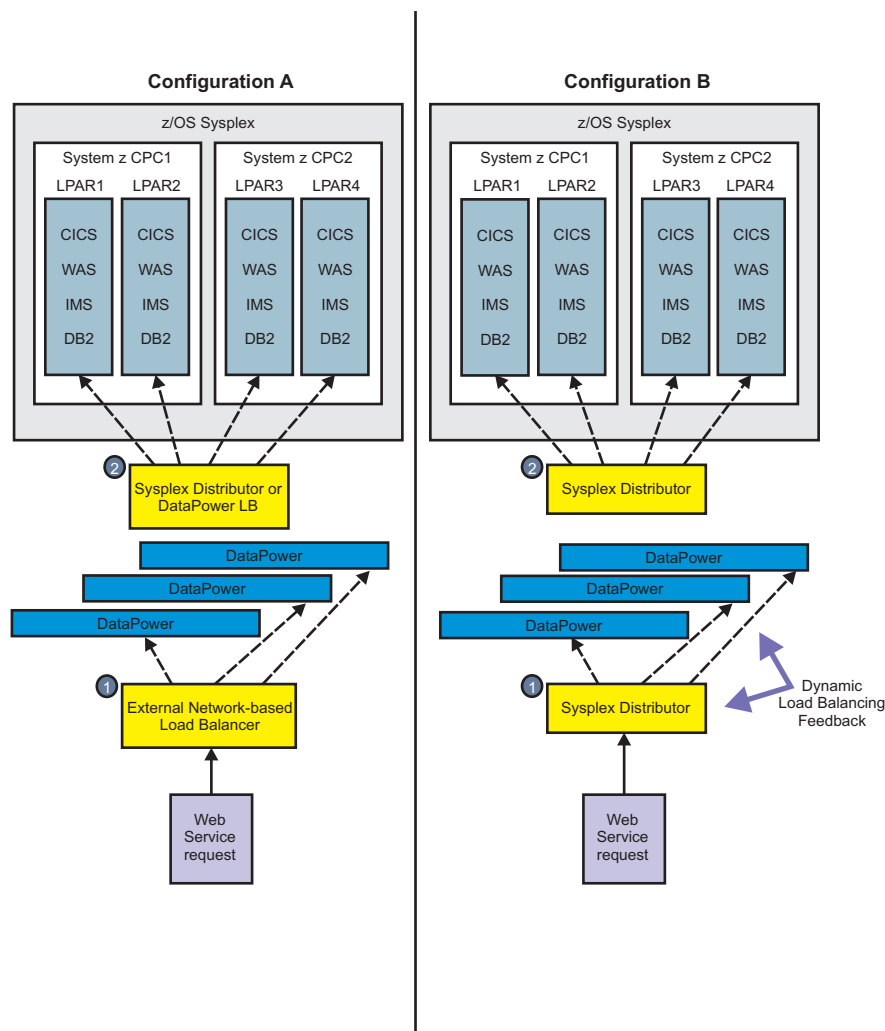 Configuration A
z/OS Sysplex
System z CPC1
System z CPC2
LPAR1
LPAR2
LPAR3
LPAR4
CICS
WAS
IMS
DB2
CICS
WAS
IMS
DB2
CICS
WAS
IMS
DB2
CICS
WAS
IMS
DB2
2
Sysplex Distributor or
DataPower LB
DataPower
DataPower
DataPower
1
External Network-based
Load Balancer
Web
Service
request
Configuration B
z/OS Sysplex
System z CPC1
System z CPC2
LPAR1
LPAR2
LPAR3
LPAR4
CICS
WAS
IMS
DB2
CICS
WAS
IMS
DB2
CICS
WAS
IMS
DB2
CICS
WAS
IMS
DB2
2
Sysplex Distributor
DataPower
DataPower
DataPower
1
Sysplex Distributor
Dynamic
Load Balancing
Feedback
Web
Service
request